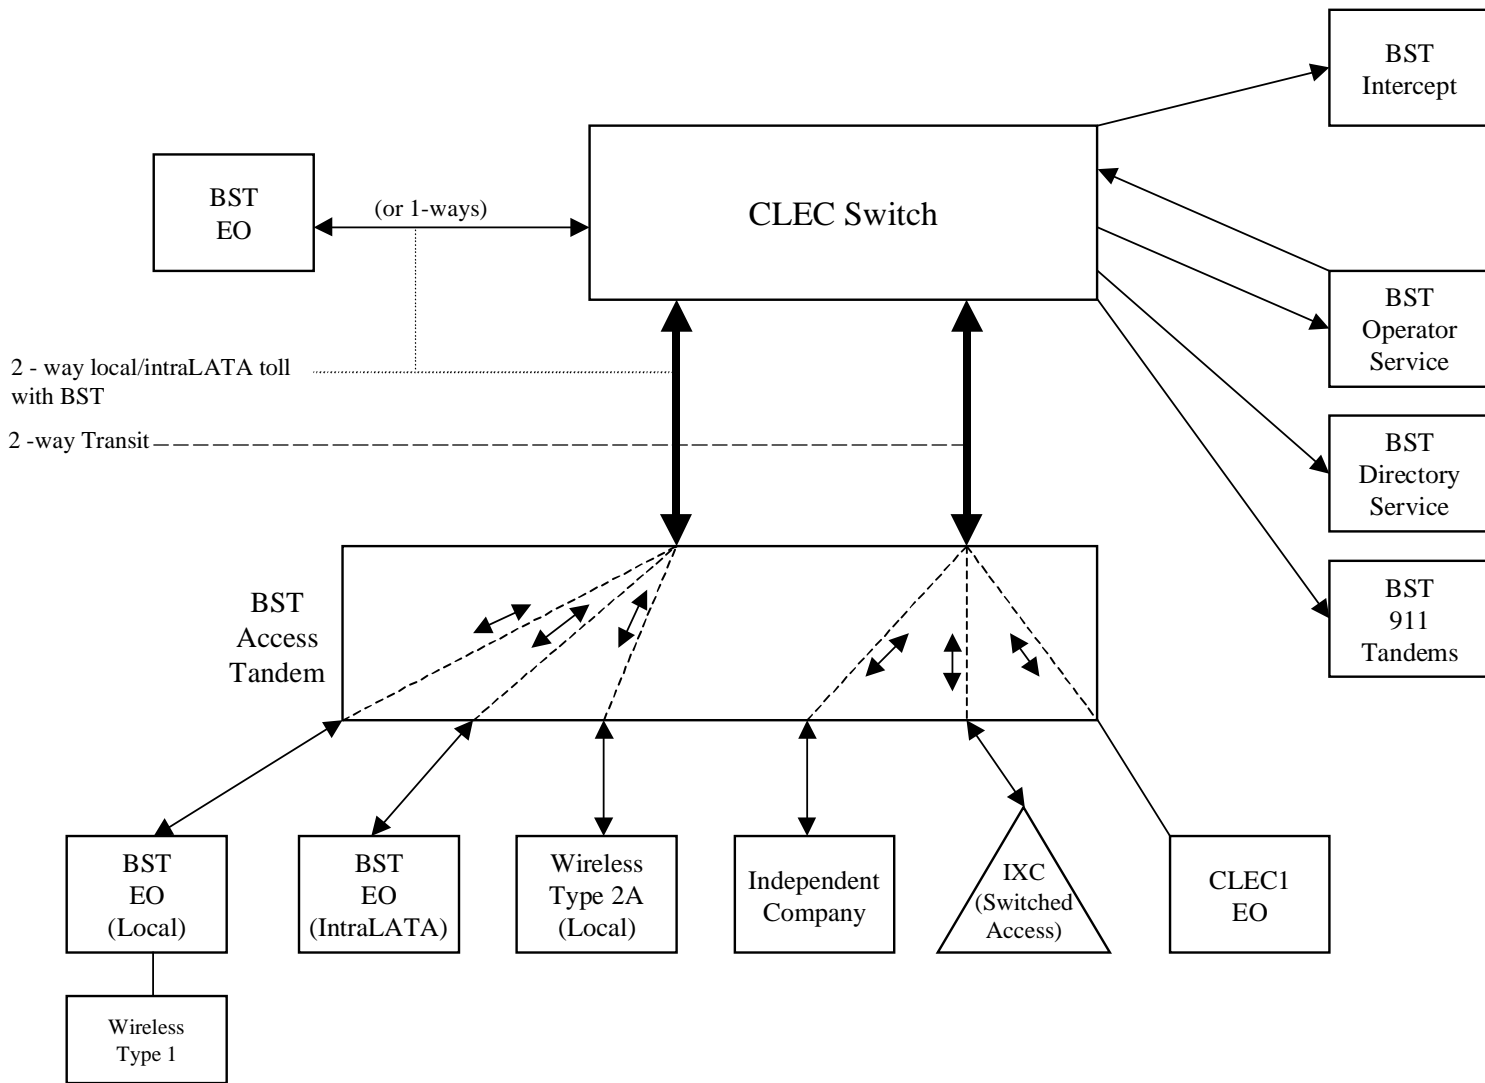 BST
Intercept
BST
EO
(or 1-ways)
CLEC Switch
BST
Operator
Service
2 - way local/intraLATA toll
with BST
2 -way Transit
BST
Directory
Service
BST
Access
Tandem
BST
911
Tandems
BST
EO
(Local)
BST
EO
(IntraLATA)
Wireless
Type 2A
(Local)
Independent
Company
IXC
(Switched
Access)
CLEC1
EO
Wireless
Type 1